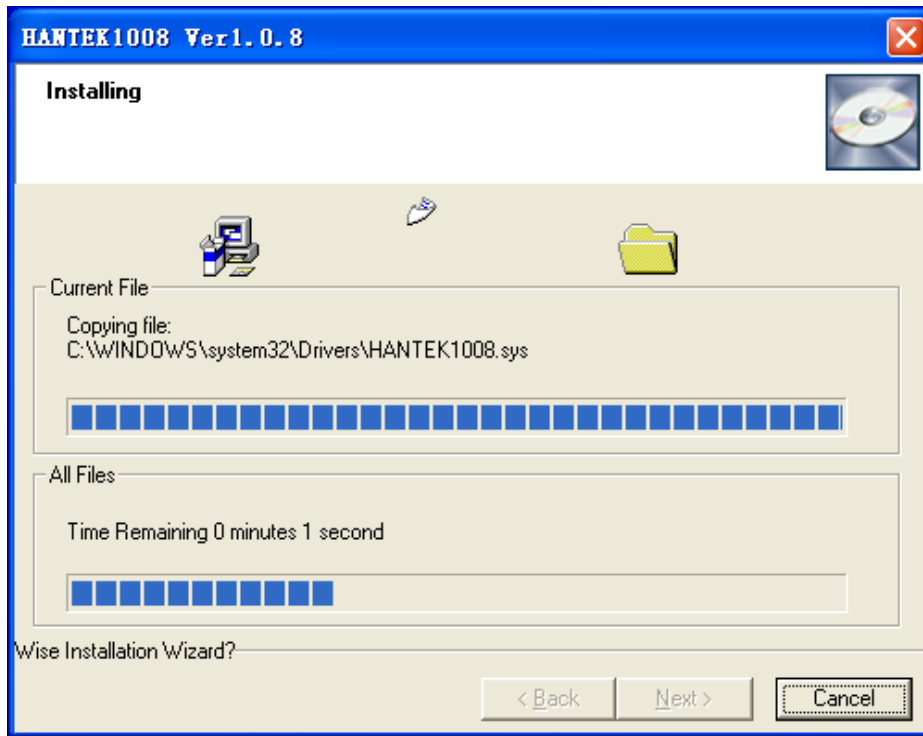 HANTEK1008 Ver1.0.8
Installing
Current File
Copying file:
C:\WINDOWS\system32\Drivers\HANTEK1008.sys
All Files
Time Remaining 0 minutes 1 second
Wise Installation Wizard?
< Back
Next >
Cancel